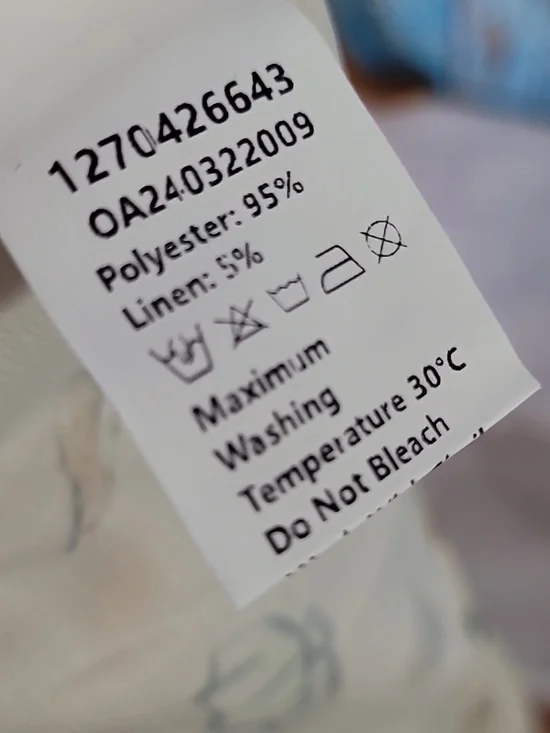 1270426643
OA240322009
Polyester: 95%
Linen: 5%
Maximum
Washing
Temperature 30°C
Do Not Bleach